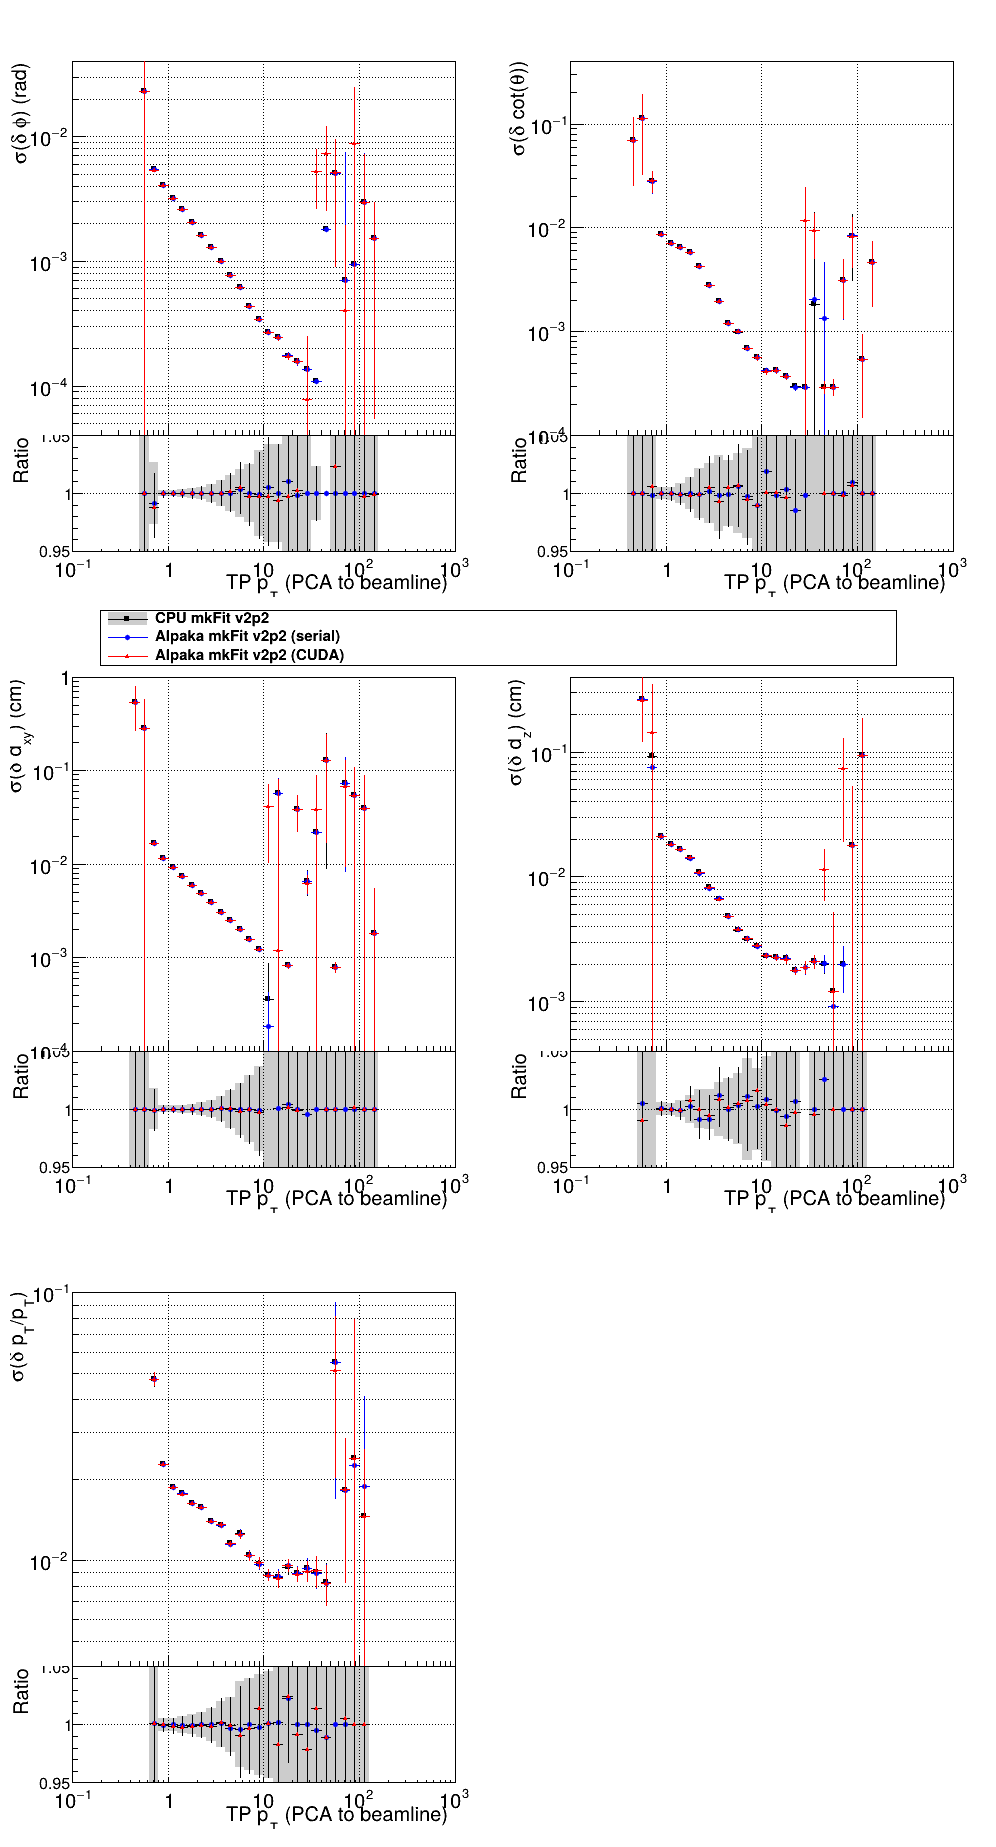 σ(δ φ) (rad)
10⁻²
10⁻³
10⁻⁴
Ratio
1.05
1
0.95
10⁻¹ 1 10 10² 10³
TP p_T (PCA to beamline)
σ(δ cot(θ))
10⁻¹
10⁻²
10⁻³
10⁻⁴
Ratio
1.05
1
0.95
10⁻¹ 1 10 10² 10³
TP p_T (PCA to beamline)
CPU mkFit v2p2
Alpaka mkFit v2p2 (serial)
Alpaka mkFit v2p2 (CUDA)
σ(δ d_xy) (cm)
1
10⁻¹
10⁻²
10⁻³
10⁻⁴
Ratio
1.05
1
0.95
10⁻¹ 1 10 10² 10³
TP p_T (PCA to beamline)
σ(δ d_z) (cm)
10⁻¹
10⁻²
10⁻³
Ratio
1.05
1
0.95
10⁻¹ 1 10 10² 10³
TP p_T (PCA to beamline)
σ(δ p_T/p_T)
10⁻¹
10⁻²
Ratio
1.05
1
0.95
10⁻¹ 1 10 10² 10³
TP p_T (PCA to beamline)